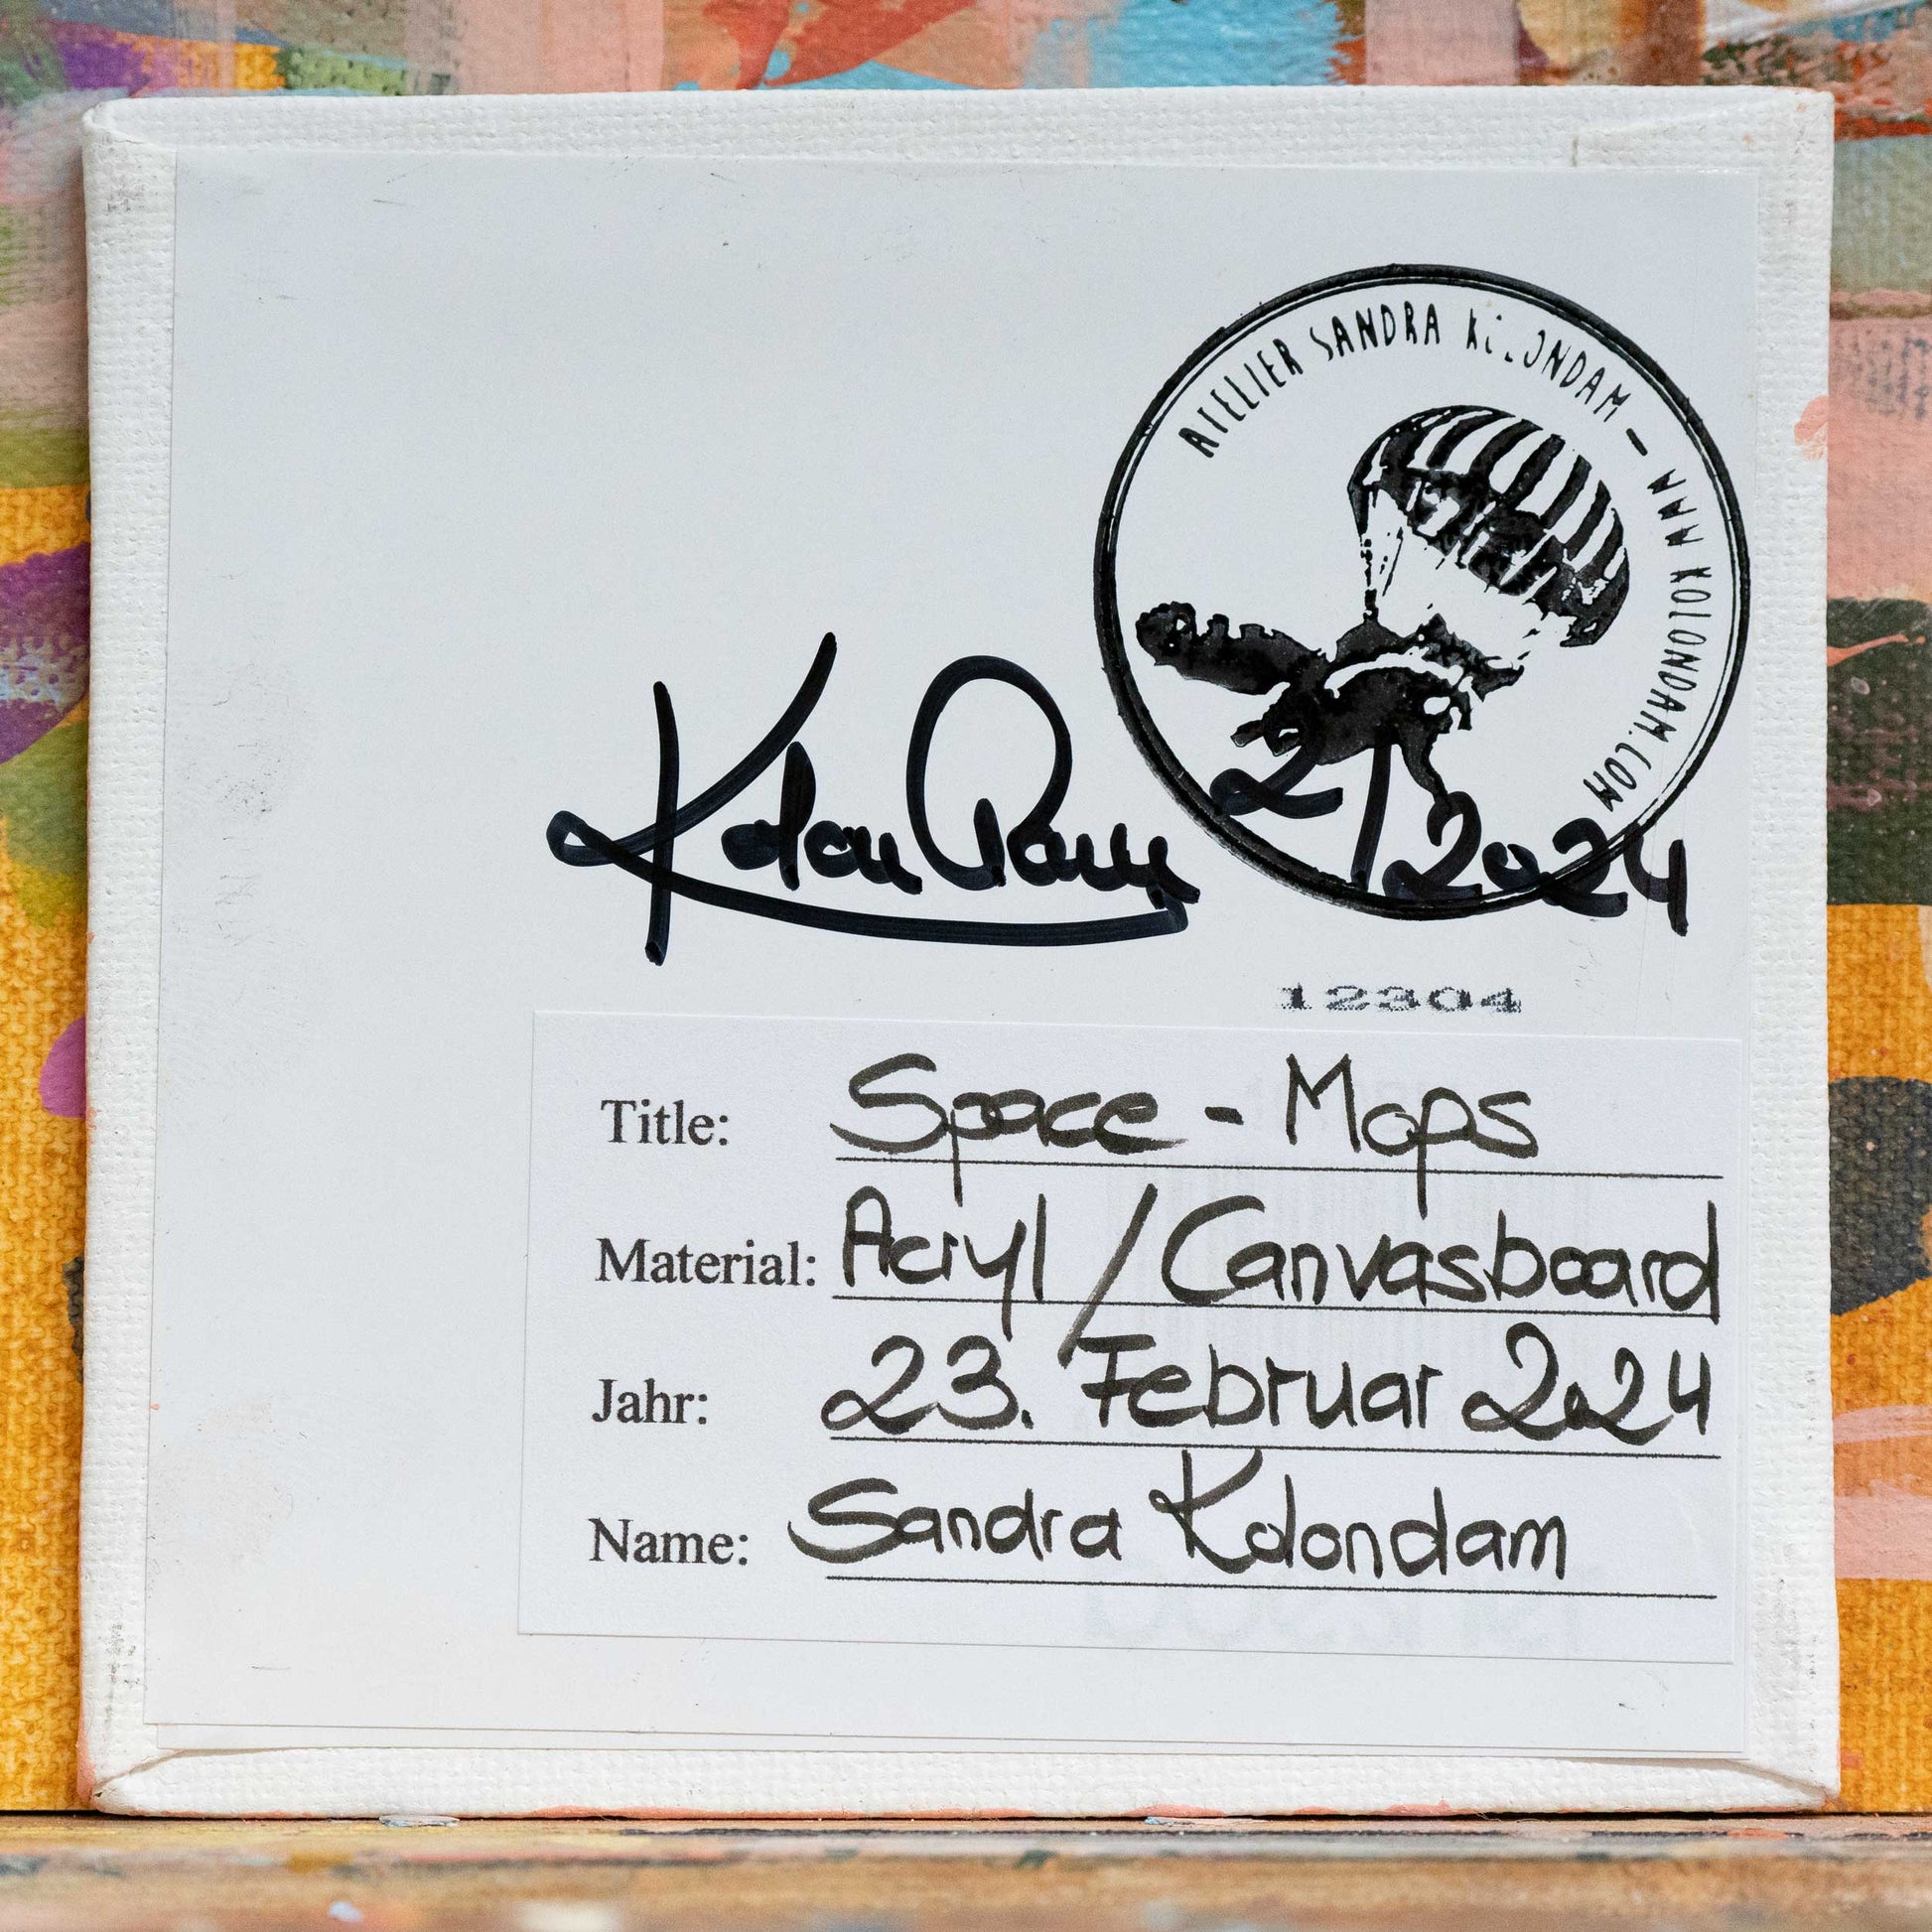 ATELIER SANDRA KOLONDAM - WWW.KOLONDAM.COM
Kolondam 2/2024
12304
Title: Space-Mops
Material: Acryl/Canvasboard
Jahr: 23. Februar 2024
Name: Sandra Kolondam